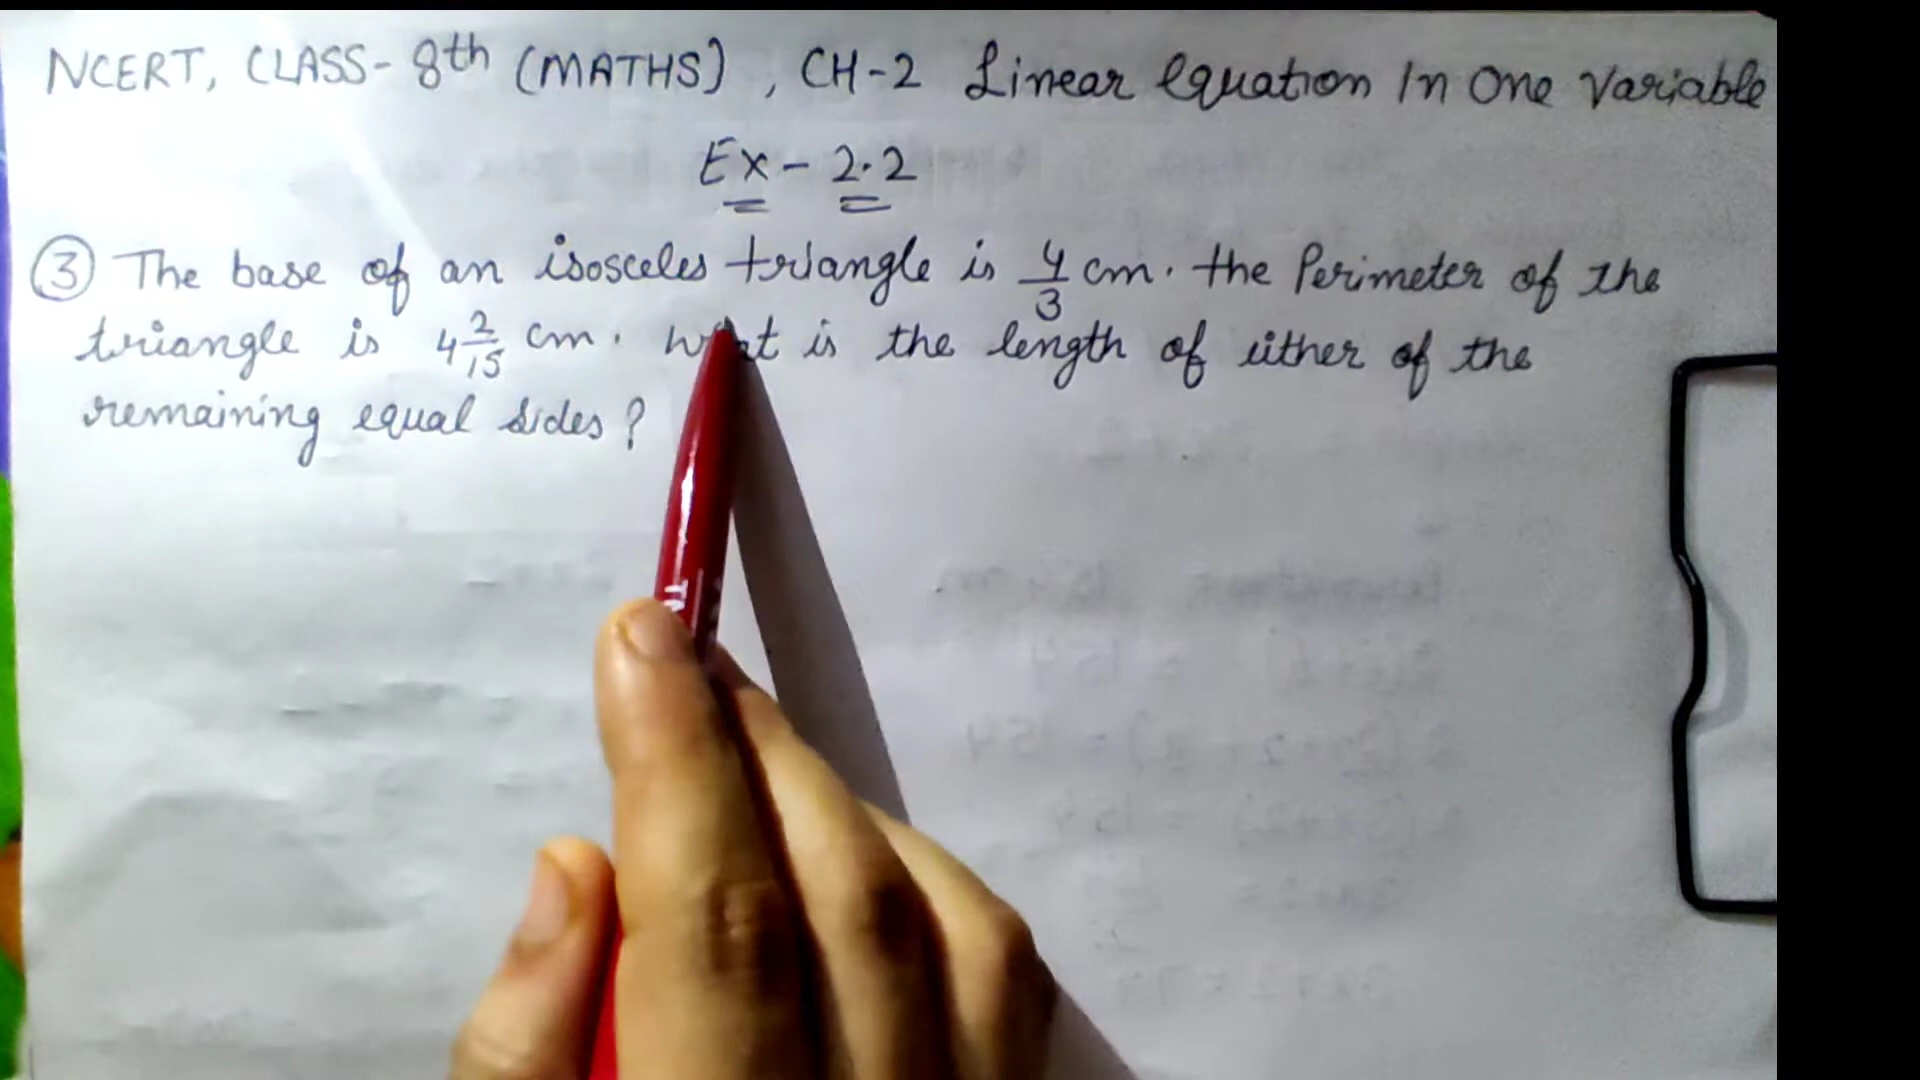 NCERT, CLASS- 8th (MATHS), CH-2 Linear Equation In One Variable
Ex- 2.2
③ The base of an isosceles triangle is 4/3 cm. the Perimeter of the
triangle is 4 2/15 cm. What is the length of either of the
remaining equal sides?